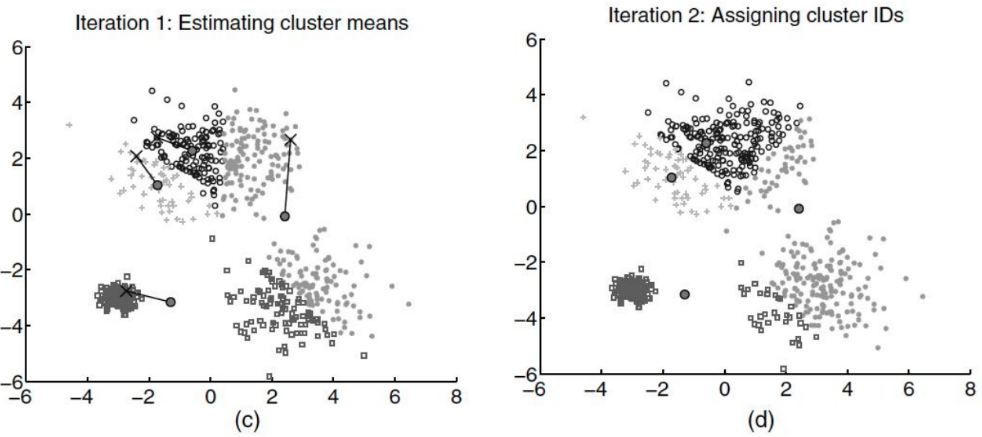 Iteration 1: Estimating cluster means
6
4
2
0
−2
−4
−6
−6 −4 −2 0 2 4 6 8
(c)
Iteration 2: Assigning cluster IDs
6
4
2
0
−2
−4
−6
−6 −4 −2 0 2 4 6 8
(d)